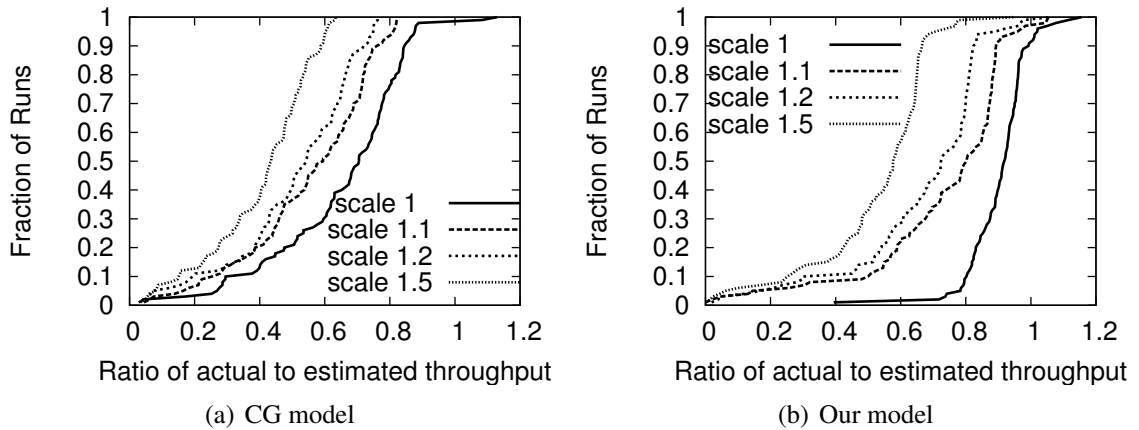 Fraction of Runs
1
0.9
0.8
0.7
0.6
0.5
0.4
0.3
0.2
0.1
0
scale 1
scale 1.1
scale 1.2
scale 1.5
0 0.2 0.4 0.6 0.8 1 1.2
Ratio of actual to estimated throughput
(a) CG model
Fraction of Runs
1
0.9
0.8
0.7
0.6
0.5
0.4
0.3
0.2
0.1
0
scale 1
scale 1.1
scale 1.2
scale 1.5
0 0.2 0.4 0.6 0.8 1 1.2
Ratio of actual to estimated throughput
(b) Our model